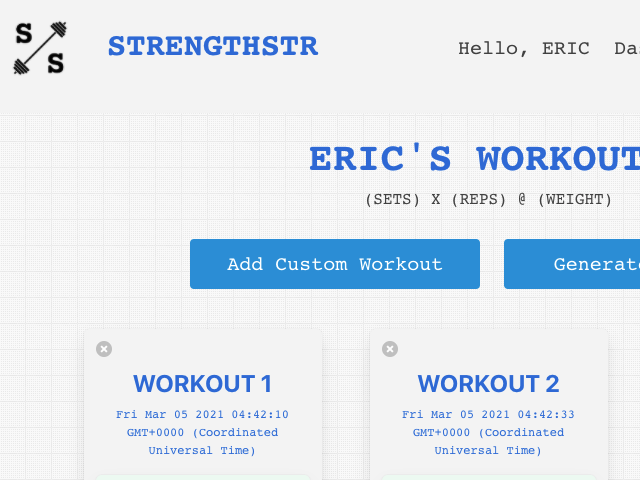 S
S
STRENGTHSTR
Hello, ERIC
ERIC'S WORKOUT
(SETS) X (REPS) @ (WEIGHT)
Add Custom Workout
WORKOUT 1
Fri Mar 05 2021 04:42:10
GMT+0000 (Coordinated
Universal Time)
WORKOUT 2
Fri Mar 05 2021 04:42:33
GMT+0000 (Coordinated
Universal Time)